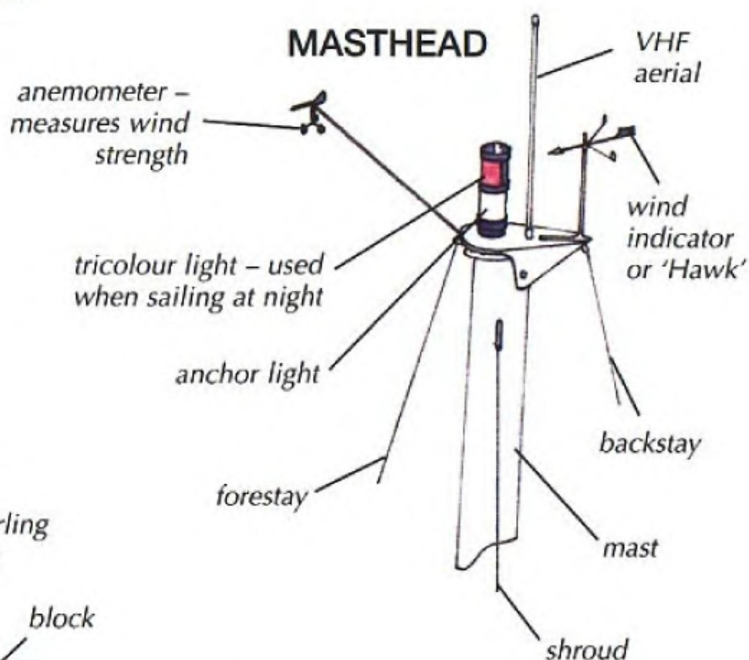 MASTHEAD
VHF
aerial
anemometer –
measures wind
strength
wind
indicator
or 'Hawk'
tricolour light – used
when sailing at night
anchor light
backstay
forestay
mast
block
shroud